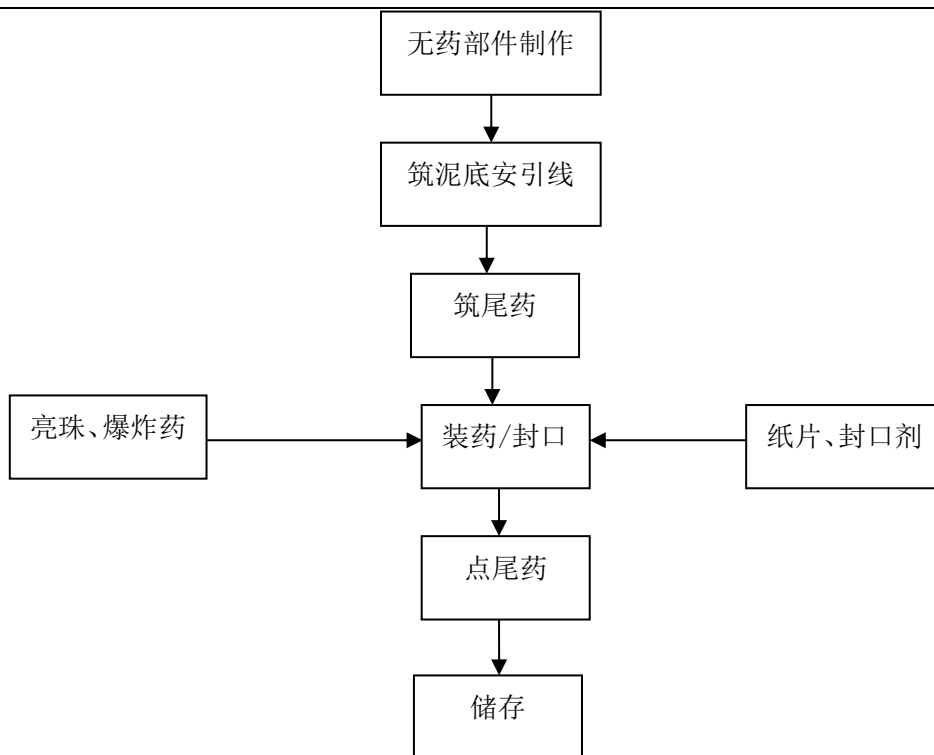 无药部件制作
筑泥底安引线
筑尾药
亮珠、爆炸药
装药/封口
纸片、封口剂
点尾药
储存